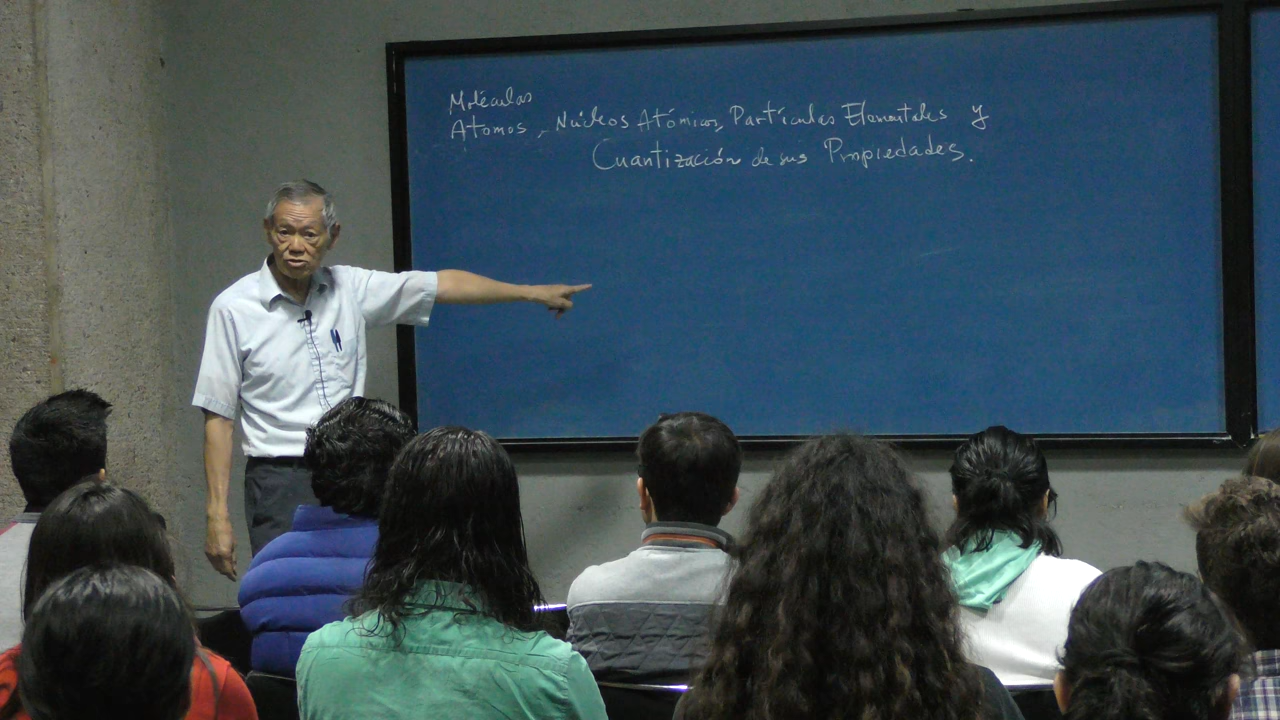 Moléculas
Atomos, Núcleos Atómicos, Partículas Elementales y
Cuantización de sus Propiedades.